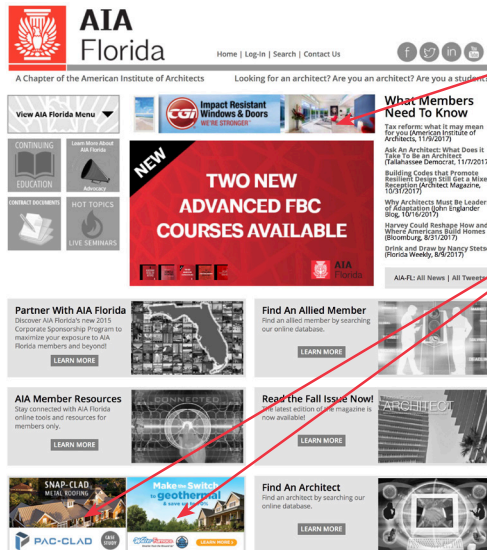 AIA
Florida
Home | Log-In | Search | Contact Us
A Chapter of the American Institute of Architects
Looking for an architect? Are you an architect? Are you a student
View AIA Florida Menu
CONTINUING
EDUCATION
Learn More About
AIA Florida
Advocacy
CONTRACT DOCUMENTS
HOT TOPICS
LIVE SEMINARS
CGI
Impact Resistant
Windows & Doors
WE'RE STRONGER
NEW
TWO NEW
ADVANCED FBC
COURSES AVAILABLE
AIA
Florida
What Members
Need To Know
Tax reform: what it may mean
for you (American Institute of
Architects, 11/9/2017)
Ask An Architect: What Does it
Take To Be an Architect
(Tallahassee Democrat, 11/7/2017
Building Codes that Promote
Resilient Design Still Get a Mixe
Reception (Architect Magazine,
10/31/2017)
Why Architects Must Be Leader
of Adaptation (John Englander
Blog, 10/16/2017)
Harvey Could Reshape How and
Where Americans Build Homes
(Bloomburg, 8/31/2017)
Drink and Draw by Nancy Stets
(Florida Weekly, 8/9/2017)
AIA-FL: All News | All Tweets
Partner With AIA Florida
Discover AIA Florida's new 2015
Corporate Sponsorship Program to
maximize your exposure to AIA
Florida members and beyond!
LEARN MORE
Find An Allied Member
Find an allied member by searching
our online database.
LEARN MORE
AIA Member Resources
Stay connected with AIA Florida
online tools and resources for
members only.
LEARN MORE
CONNECTED
Read the Fall Issue Now!
The latest edition of the magazine is
now available!
LEARN MORE
ARCHITECT
SNAP-CLAD
METAL ROOFING
PAC-CLAD
CASE
STUDY
Make the Switch
to geothermal
& save up to
LEARN MORE
Find An Architect
Find an architect by searching our
online database.
LEARN MORE